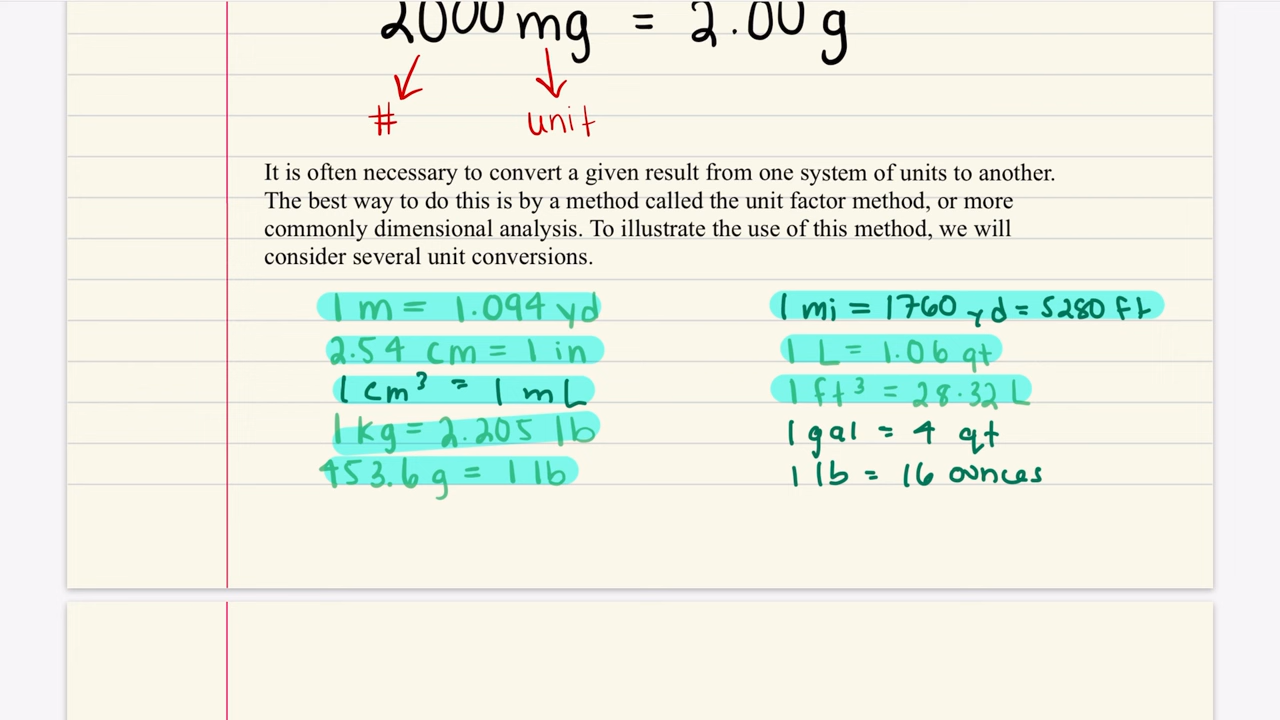 2000 mg = 2.00 g
# unit
It is often necessary to convert a given result from one system of units to another.
The best way to do this is by a method called the unit factor method, or more
commonly dimensional analysis. To illustrate the use of this method, we will
consider several unit conversions.
1 m = 1.094 yd
2.54 cm = 1 in
1 cm³ = 1 mL
1 kg = 2.205 lb
453.6 g = 1 lb
1 mi = 1760 yd = 5280 ft
1 L = 1.06 qt
1 ft³ = 28.32 L
1 gal = 4 qt
1 lb = 16 ounces